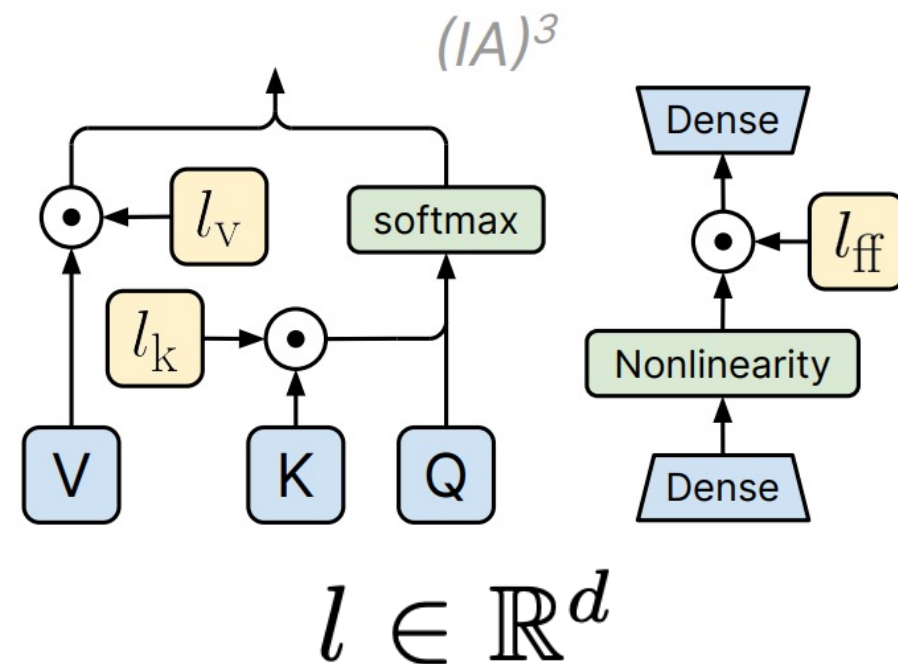 (IA)³
Dense
l_v
softmax
l_ff
l_k
Nonlinearity
V
K
Q
Dense
l ∈ ℝ^d